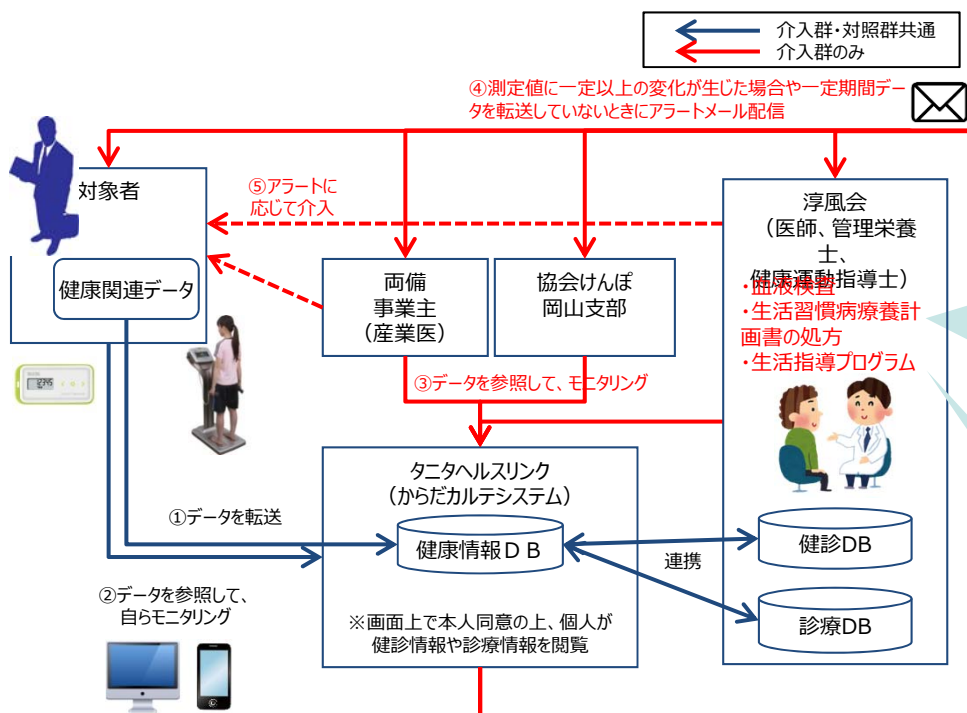 介入群・対照群共通
介入群のみ
④測定値に一定以上の変化が生じた場合や一定期間デー
タを転送していないときにアラートメール配信
対象者
⑤アラートに
応じて介入
健康関連データ
両備
事業主
（産業医）
協会けんぽ
岡山支部
淳風会
（医師、管理栄養
士、
健康運動指導士）
・血液検査
・生活習慣病療養計
画書の処方
・生活指導プログラム
③データを参照して、モニタリング
タニタヘルスリンク
（からだカルテシステム）
①データを転送
健康情報ＤＢ
連携
健診DB
診療DB
②データを参照して、
自らモニタリング
※画面上で本人同意の上、個人が
健診情報や診療情報を閲覧